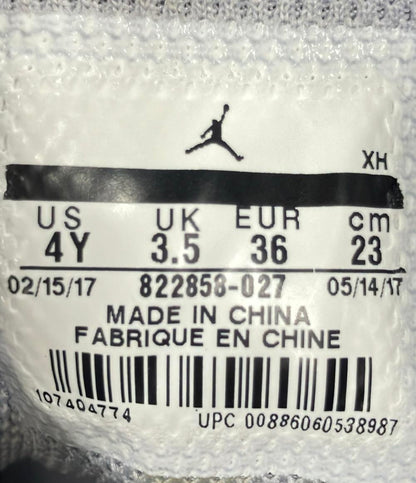 XH
US UK EUR cm
4Y 3.5 36 23
02/15/17 822858-027 05/14/17
MADE IN CHINA
FABRIQUE EN CHINE
107404774
UPC 00886060538987